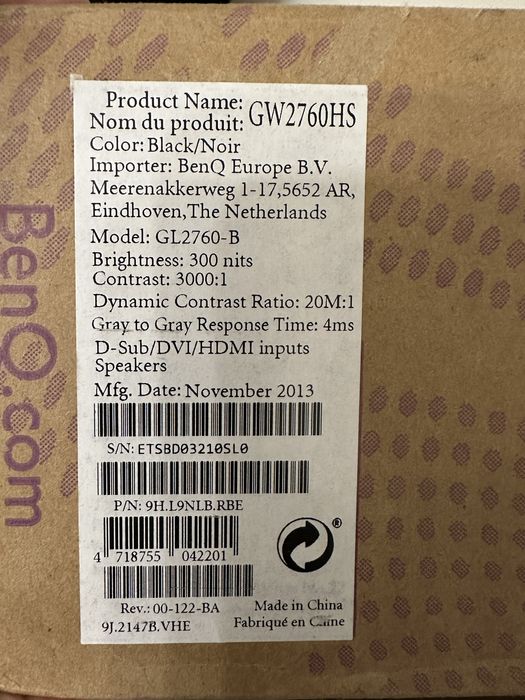 Product Name:
Nom du produit: GW2760HS
Color: Black/Noir
Importer: BenQ Europe B.V.
Meerenakkerweg 1-17,5652 AR,
Eindhoven,The Netherlands
Model: GL2760-B
Brightness: 300 nits
Contrast: 3000:1
Dynamic Contrast Ratio: 20M:1
Gray to Gray Response Time: 4ms
D-Sub/DVI/HDMI inputs
Speakers
Mfg. Date: November 2013
S/N: ETSBD03210SL0
P/N: 9H.L9NLB.RBE
4 718755 042201
®
Rev.: 00-122-BA
9J.2147B.VHE
Made in China
Fabriqué en
BenQ.com